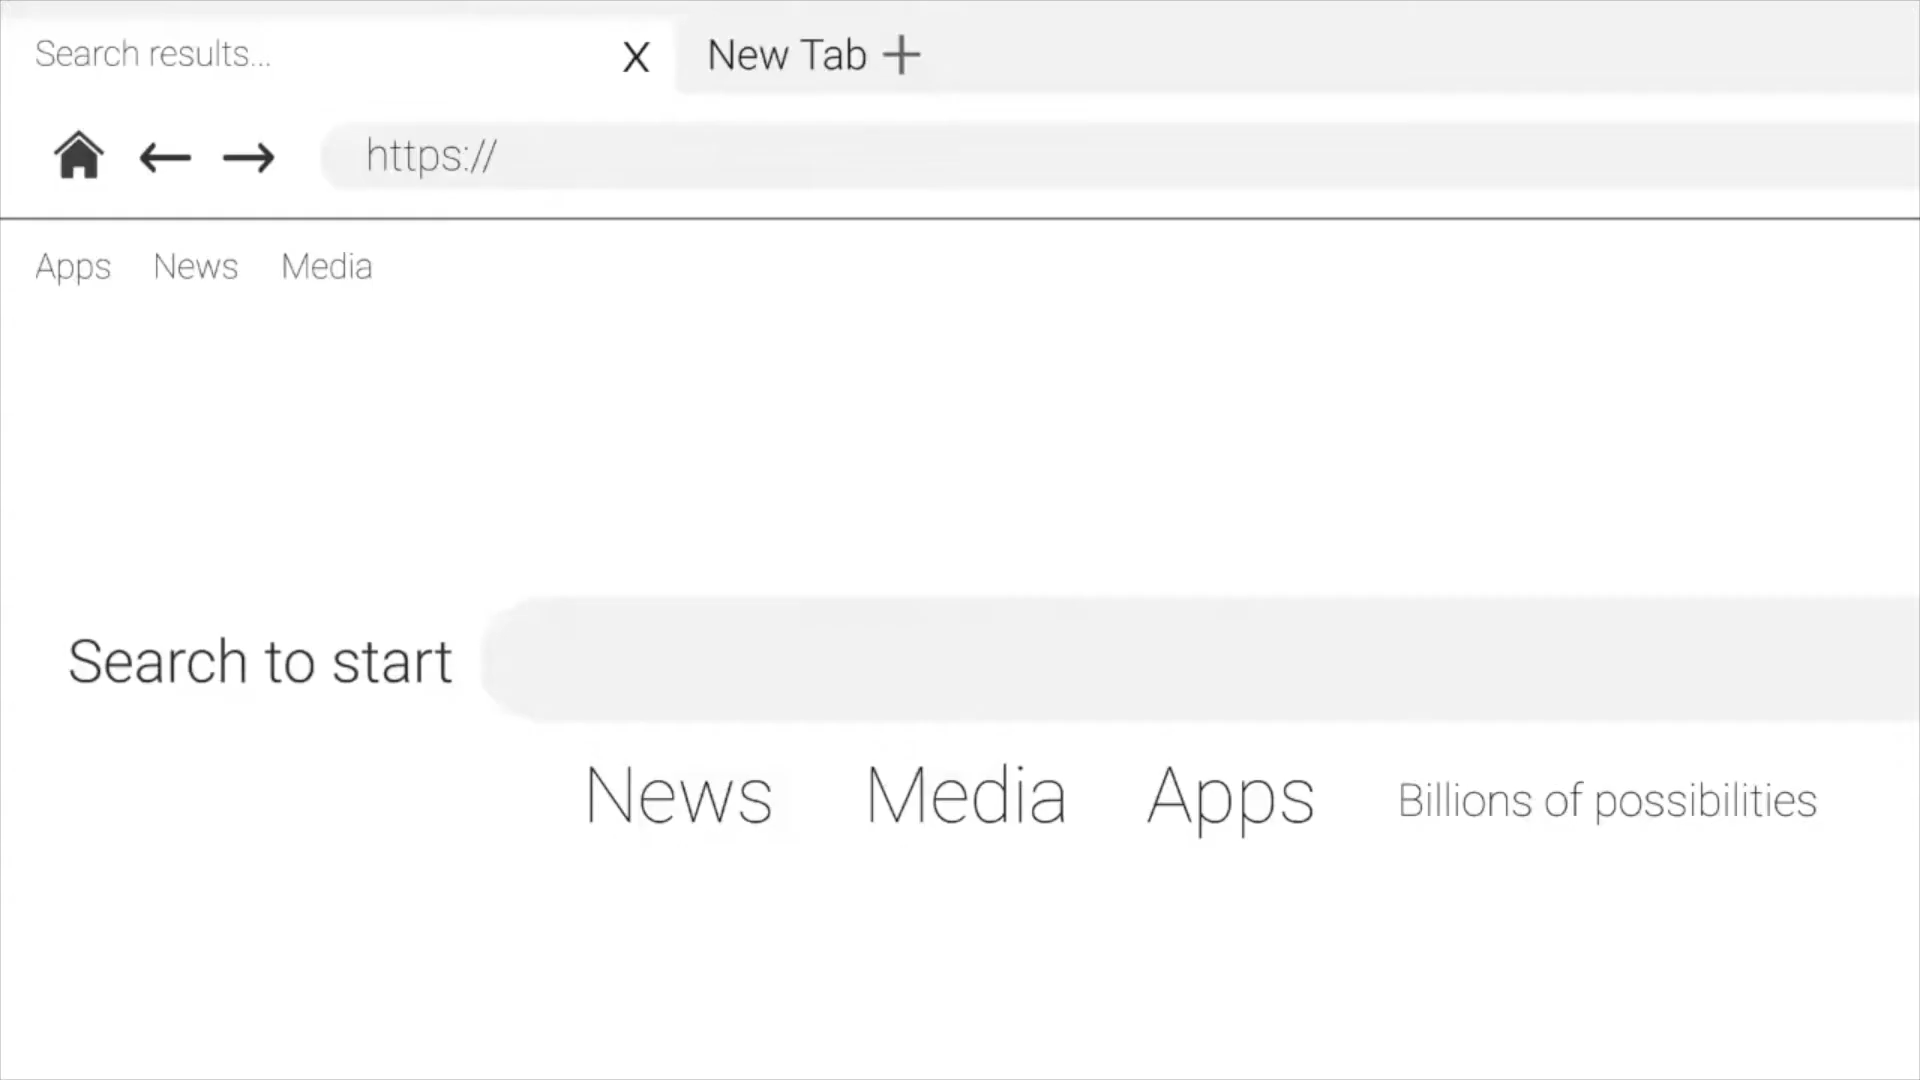 Search results... X New Tab +
https://
Apps News Media
Search to start
News Media Apps Billions of possibilities